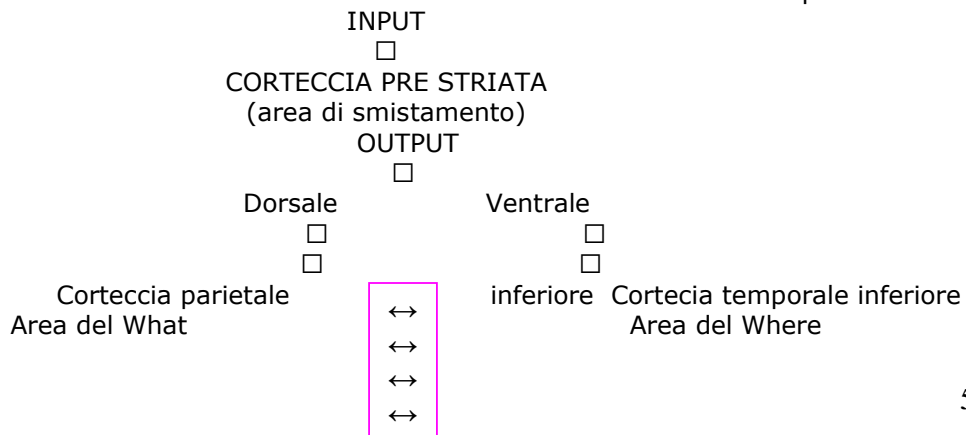 INPUT
□
CORTECCIA PRE STRIATA
(area di smistamento)
OUTPUT
□
Dorsale Ventrale
□ □
□ □
Corteccia parietale inferiore Cortecia temporale inferiore
Area del What ↔ Area del Where
↔
↔
↔